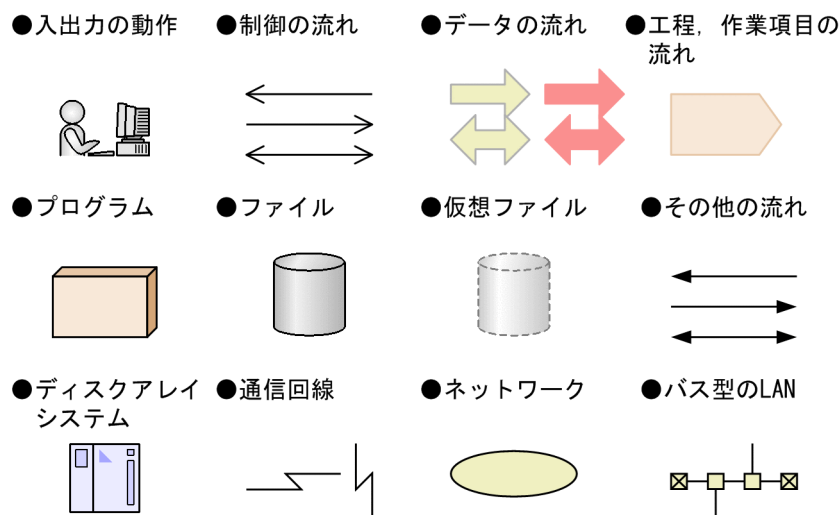 ●入出力の動作
●制御の流れ
●データの流れ
●工程，作業項目の
流れ
●プログラム
●ファイル
●仮想ファイル
●その他の流れ
●ディスクアレイ
システム
●通信回線
●ネットワーク
●バス型のLAN